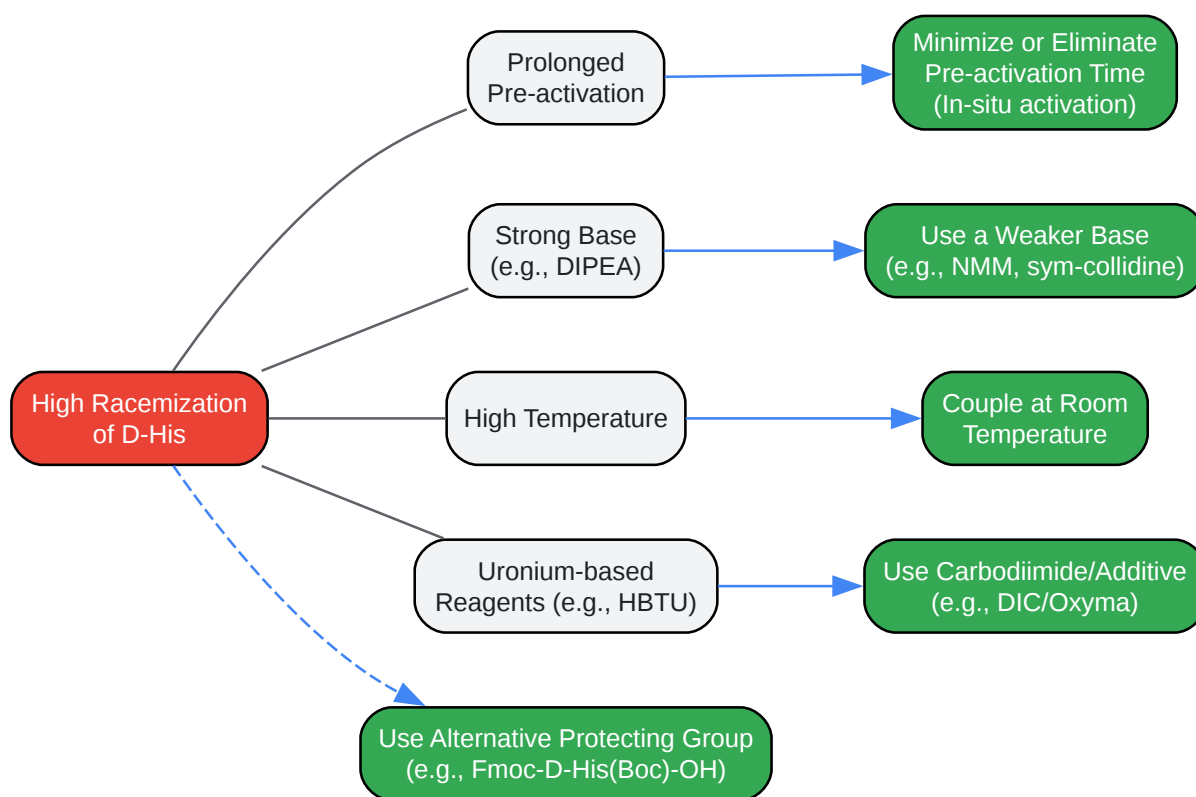 Prolonged
Pre-activation
Minimize or Eliminate
Pre-activation Time
(In-situ activation)
Strong Base
(e.g., DIPEA)
Use a Weaker Base
(e.g., NMM, sym-collidine)
High Racemization
of D-His
High Temperature
Couple at Room
Temperature
Uronium-based
Reagents (e.g., HBTU)
Use Carbodiimide/Additive
(e.g., DIC/Oxyma)
Use Alternative Protecting Group
(e.g., Fmoc-D-His(Boc)-OH)